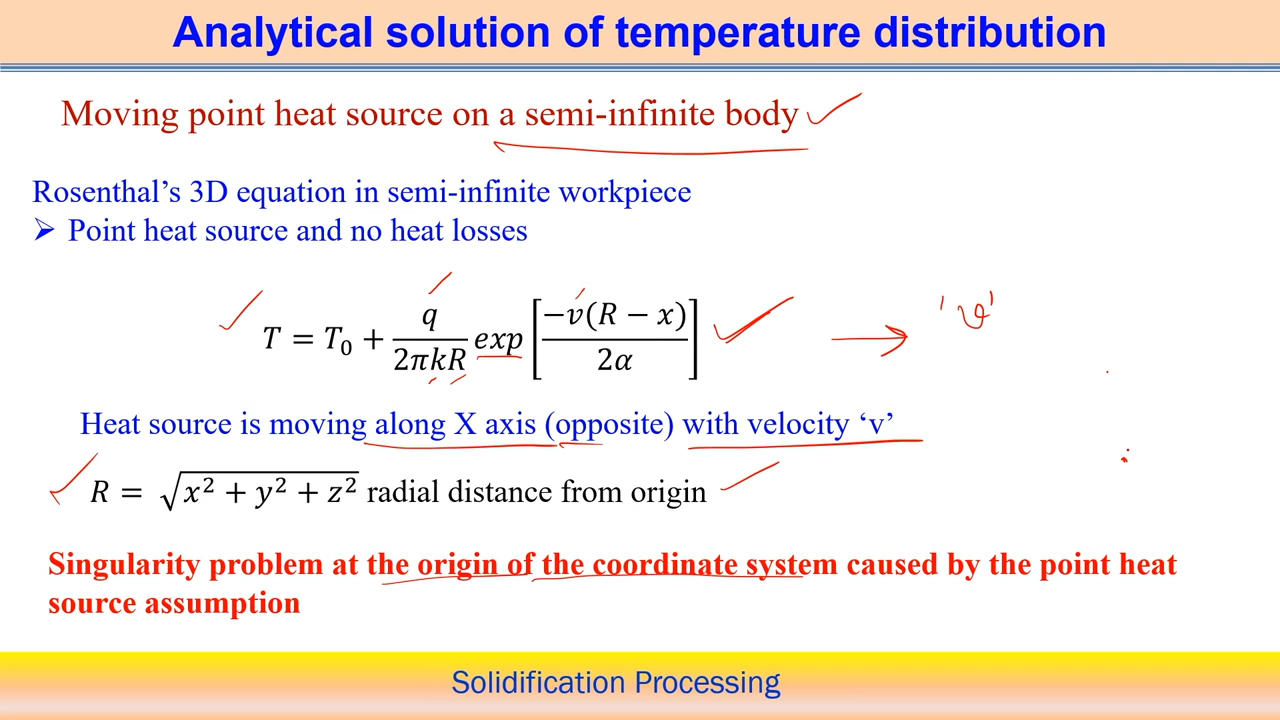 Analytical solution of temperature distribution
Moving point heat source on a semi-infinite body
Rosenthal’s 3D equation in semi-infinite workpiece
➢ Point heat source and no heat losses
T = T₀ + q/(2πkR) exp[−v(R − x)/(2α)] 'v'
Heat source is moving along X axis (opposite) with velocity ‘v’
R = √(x² + y² + z²) radial distance from origin
Singularity problem at the origin of the coordinate system caused by the point heat
source assumption
Solidification Processing